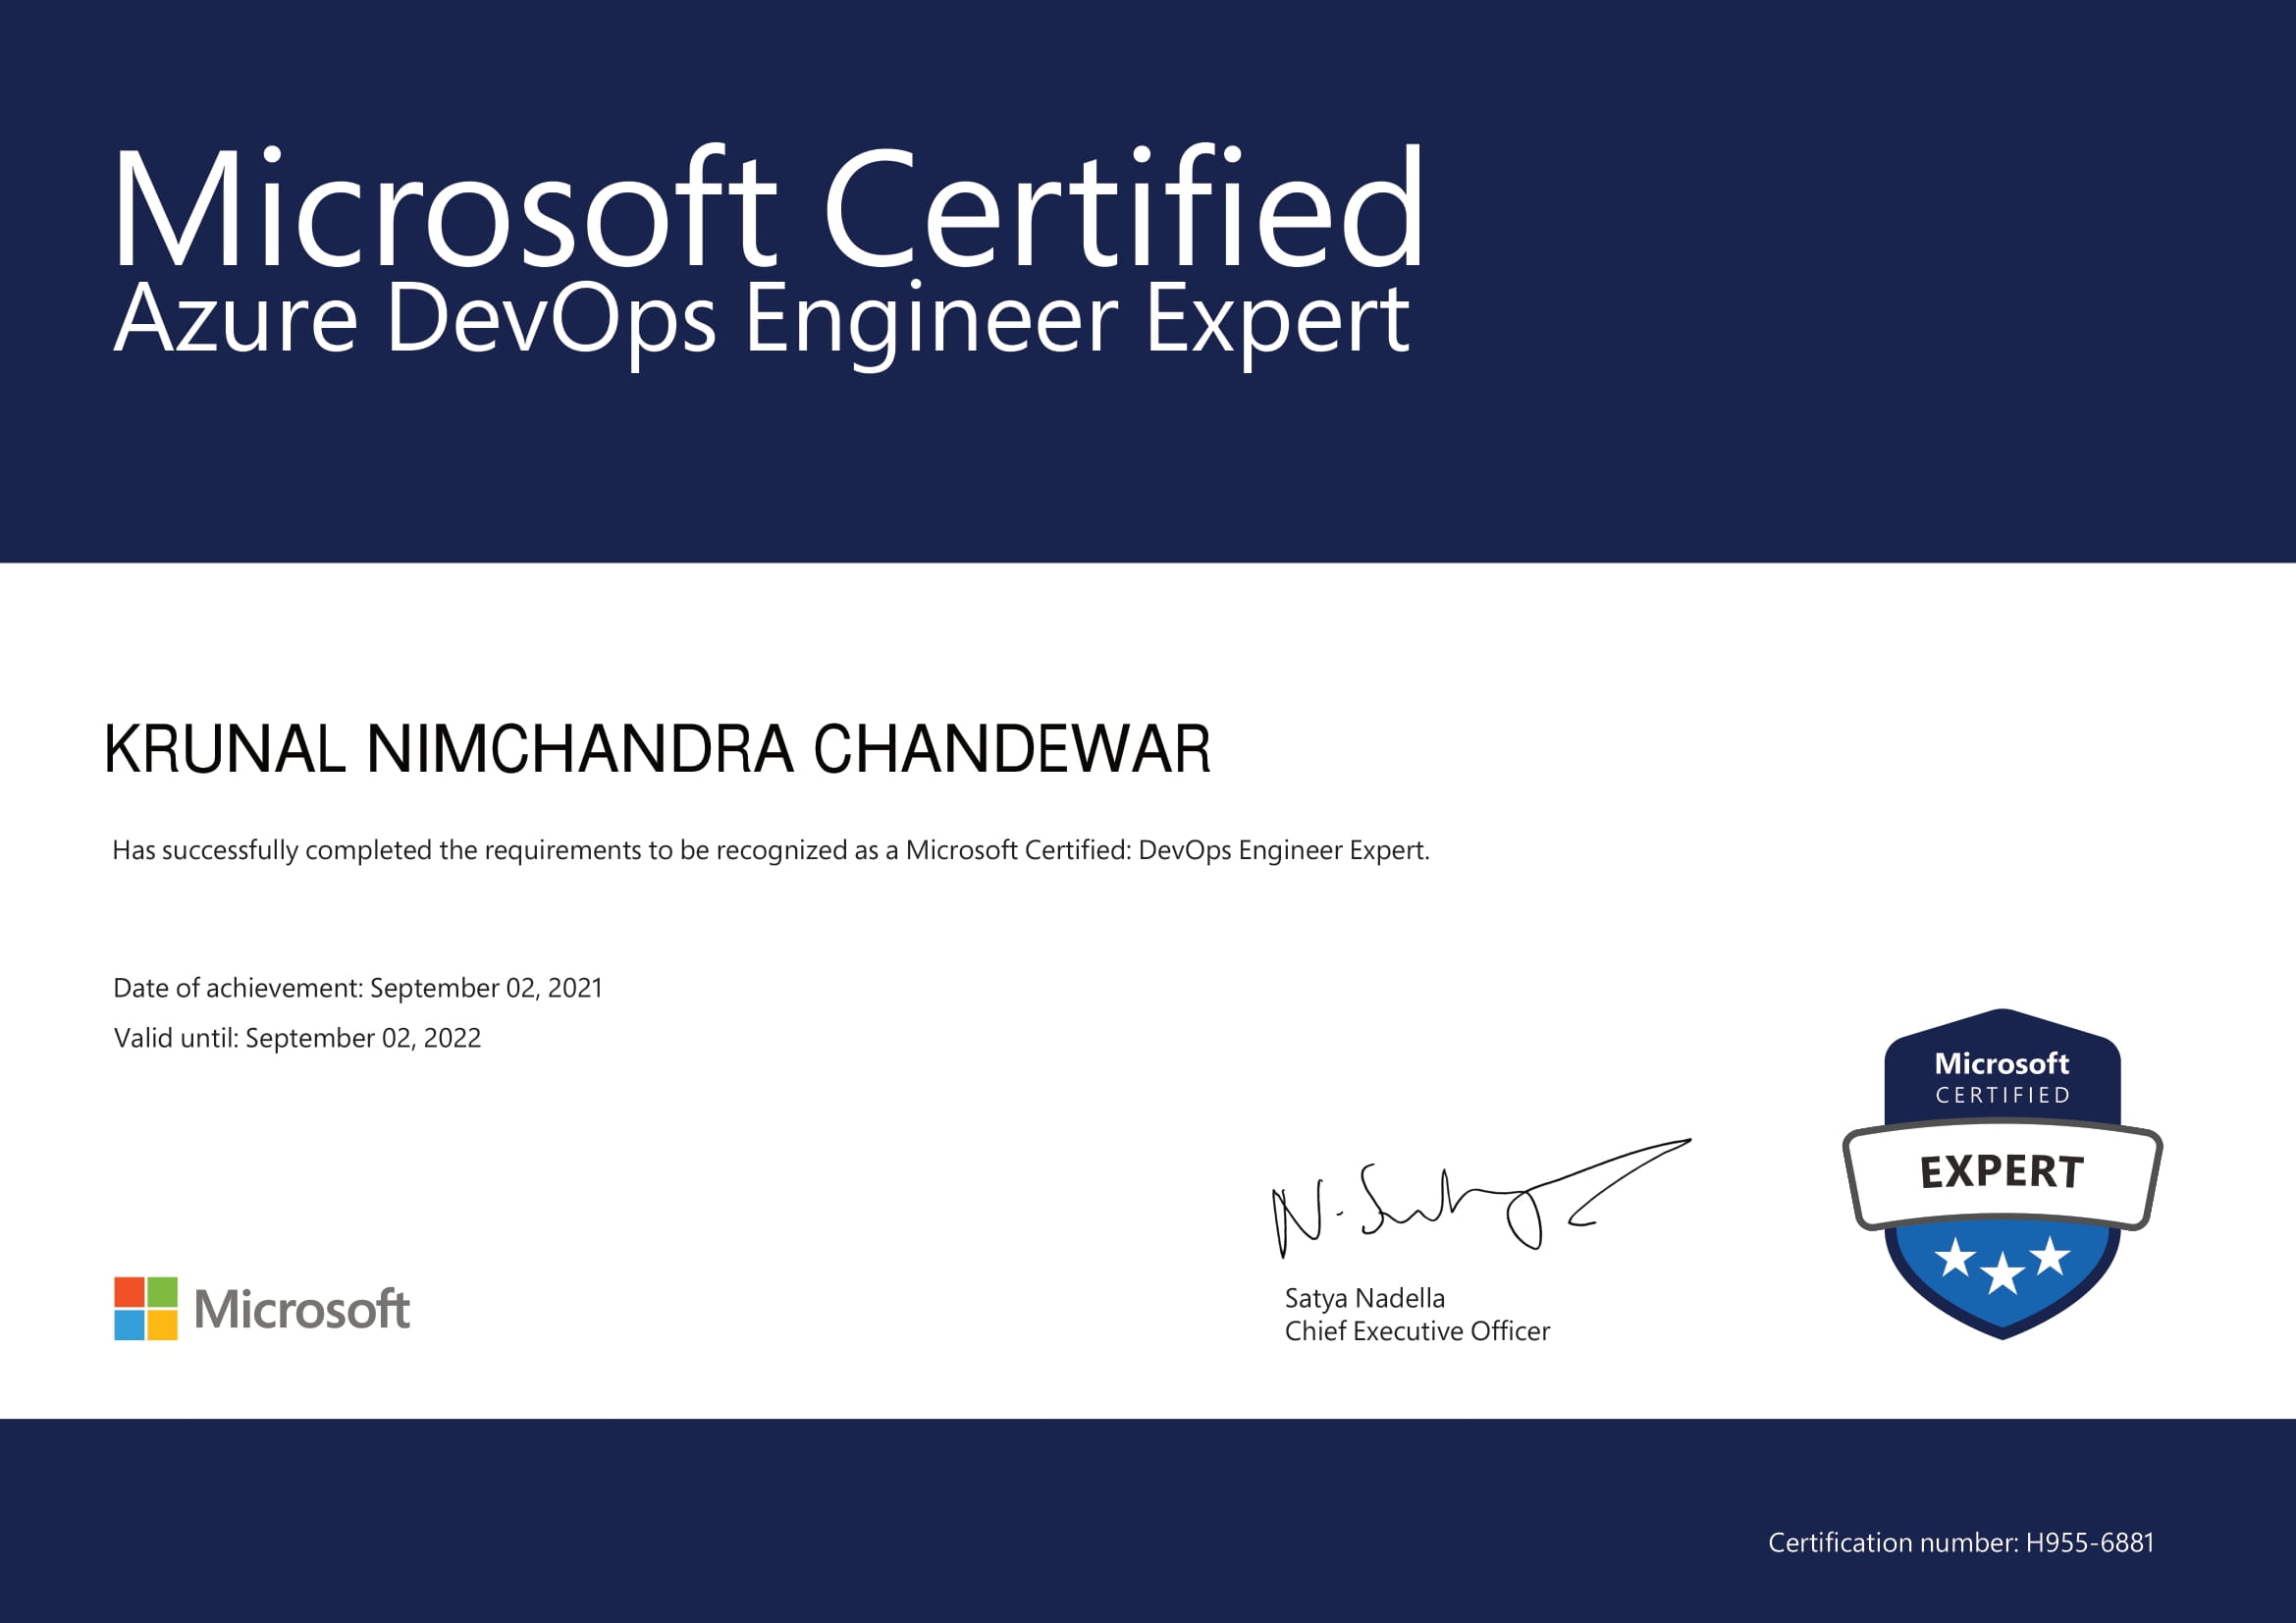 Microsoft Certified
Azure DevOps Engineer Expert
KRUNAL NIMCHANDRA CHANDEWAR
Has successfully completed the requirements to be recognized as a Microsoft Certified: DevOps Engineer Expert.
Date of achievement: September 02, 2021
Valid until: September 02, 2022
Microsoft
CERTIFIED
EXPERT
N. Satya
Satya Nadella
Chief Executive Officer
Microsoft
Certification number: H955-6881